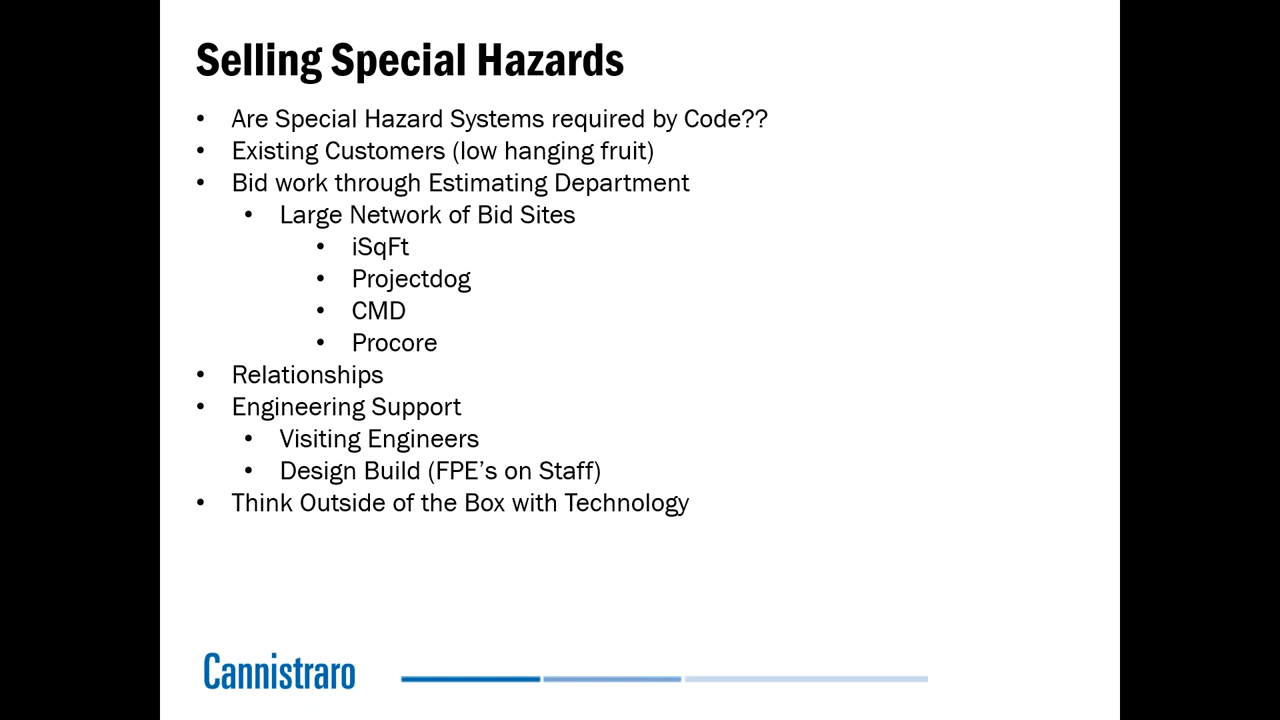 Selling Special Hazards
• Are Special Hazard Systems required by Code??
• Existing Customers (low hanging fruit)
• Bid work through Estimating Department
• Large Network of Bid Sites
• iSqFt
• Projectdog
• CMD
• Procore
• Relationships
• Engineering Support
• Visiting Engineers
• Design Build (FPE’s on Staff)
• Think Outside of the Box with Technology
Cannistraro